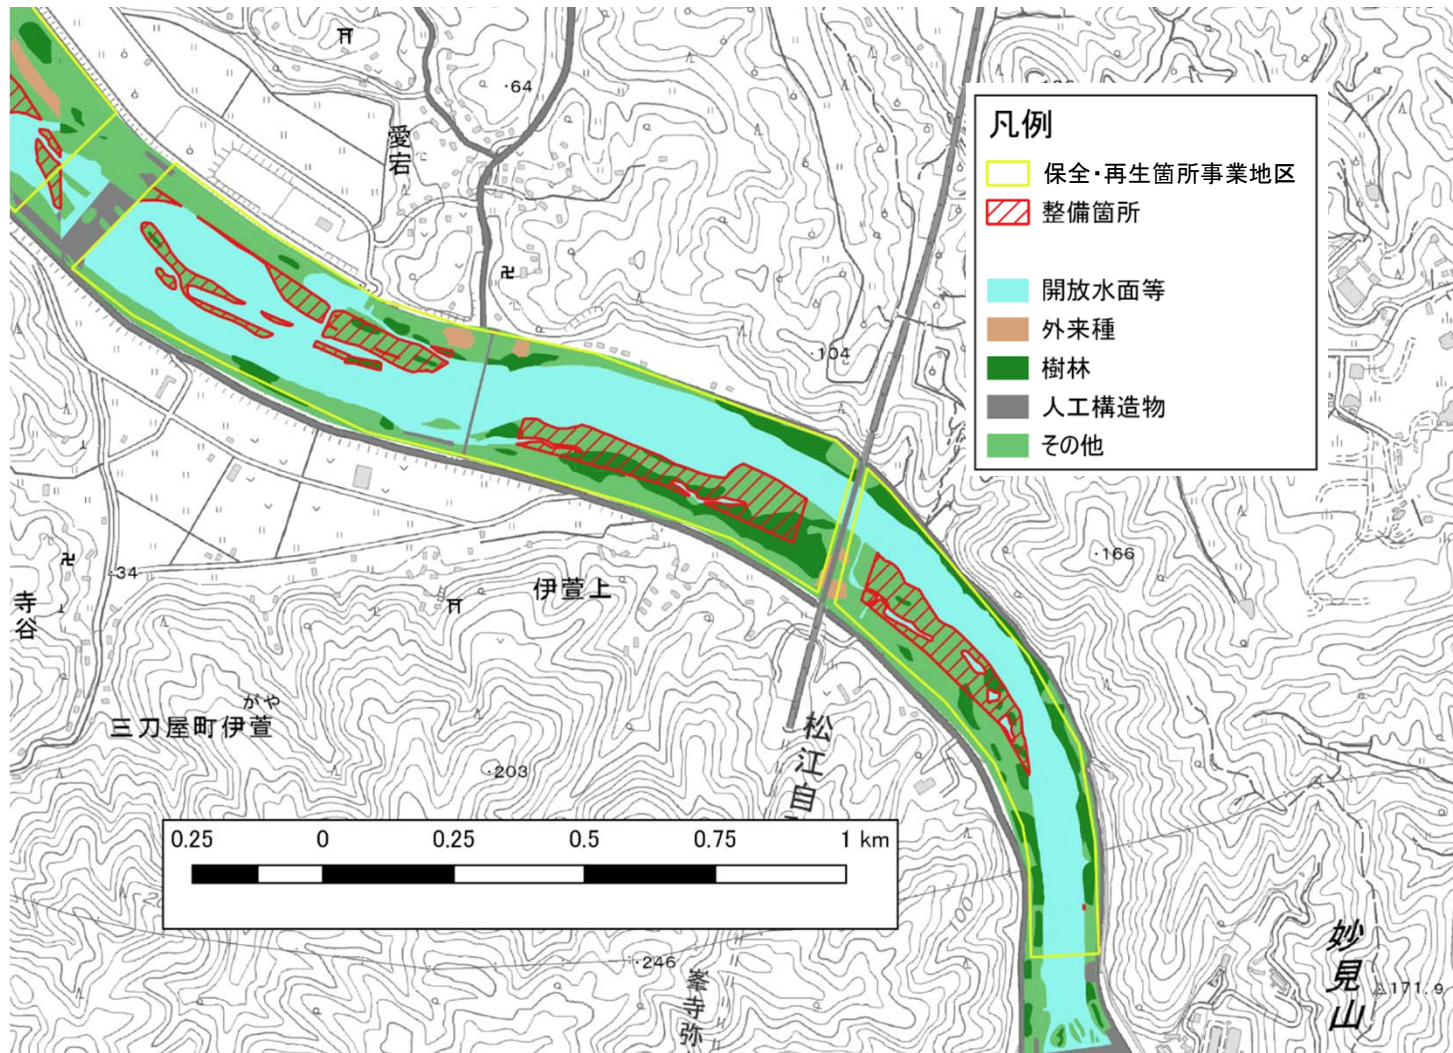 凡例
保全・再生箇所事業地区
整備箇所
開放水面等
外来種
樹林
人工構造物
その他
愛宕
・64
・104
・166
34
寺谷
伊萱上
がや
三刀屋町伊萱
・203
松江自
0.25 0 0.25 0.5 0.75 1 km
100
・246
峯寺弥
妙見山
171.9